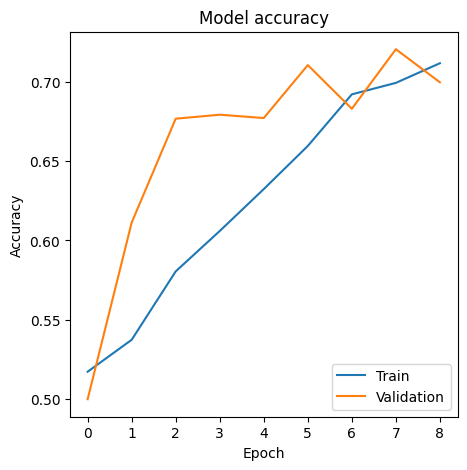 Model accuracy
Accuracy
0.70
0.65
0.60
0.55
0.50
Train
Validation
0 1 2 3 4 5 6 7 8
Epoch